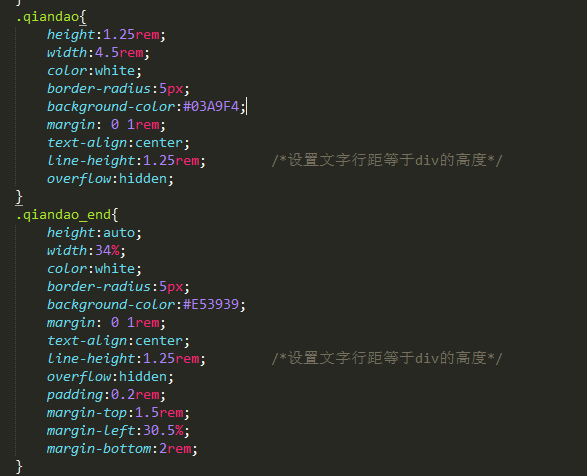 }
.qiandao{
height:1.25rem;
width:4.5rem;
color:white;
border-radius:5px;
background-color:#03A9F4;
margin: 0 1rem;
text-align:center;
line-height:1.25rem; /*设置文字行距等于div的高度*/
overflow:hidden;
}
.qiandao_end{
height:auto;
width:34%;
color:white;
border-radius:5px;
background-color:#E53939;
margin: 0 1rem;
text-align:center;
line-height:1.25rem; /*设置文字行距等于div的高度*/
overflow:hidden;
padding:0.2rem;
margin-top:1.5rem;
margin-left:30.5%;
margin-bottom:2rem;
}